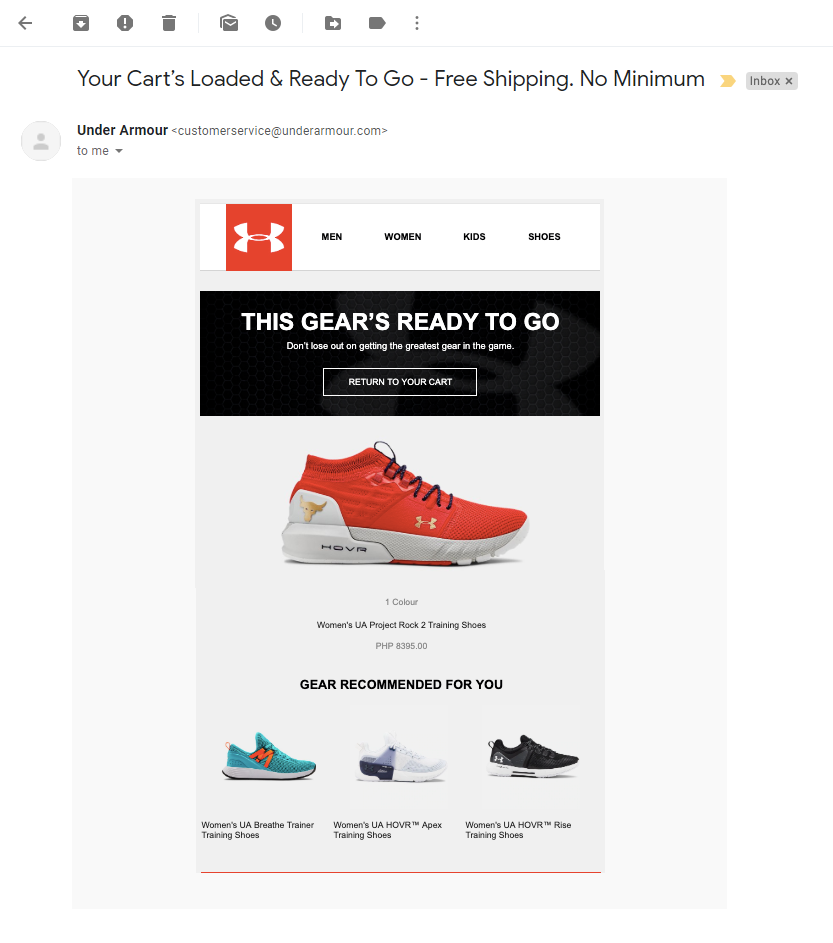 Your Cart’s Loaded & Ready To Go - Free Shipping. No Minimum
Inbox ×
Under Armour <customerservice@underarmour.com>
to me
MEN WOMEN KIDS SHOES
THIS GEAR’S READY TO GO
Don’t lose out on getting the greatest gear in the game.
RETURN TO YOUR CART
HOVR
1 Colour
Women's UA Project Rock 2 Training Shoes
PHP 8395.00
GEAR RECOMMENDED FOR YOU
Women's UA Breathe Trainer
Training Shoes
Women's UA HOVR™ Apex
Training Shoes
Women's UA HOVR™ Rise
Training Shoes